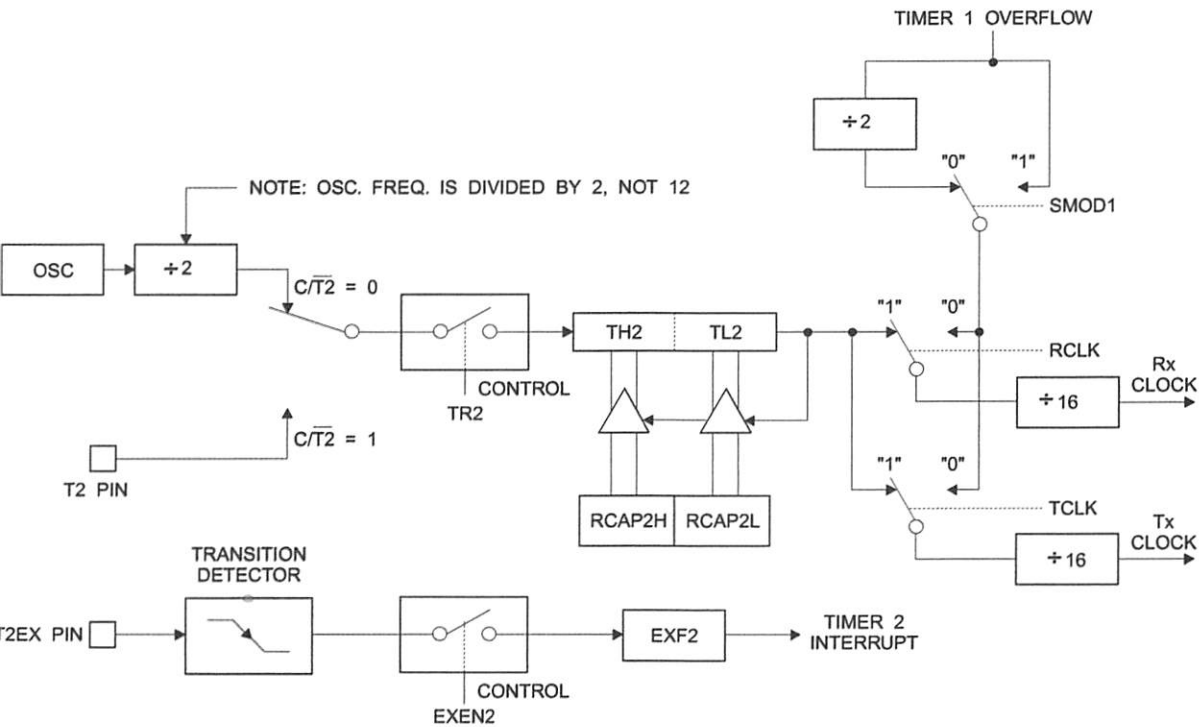 TIMER 1 OVERFLOW
÷2
"0" "1"
SMOD1
NOTE: OSC. FREQ. IS DIVIDED BY 2, NOT 12
OSC
÷2
C/T2̅ = 0
TH2 TL2
"1" "0"
RCLK
Rx
CLOCK
÷16
CONTROL
TR2
C/T2̅ = 1
T2 PIN
RCAP2H RCAP2L
"1" "0"
TCLK
Tx
CLOCK
÷16
TRANSITION
DETECTOR
T2EX PIN
EXF2
TIMER 2
INTERRUPT
CONTROL
EXEN2